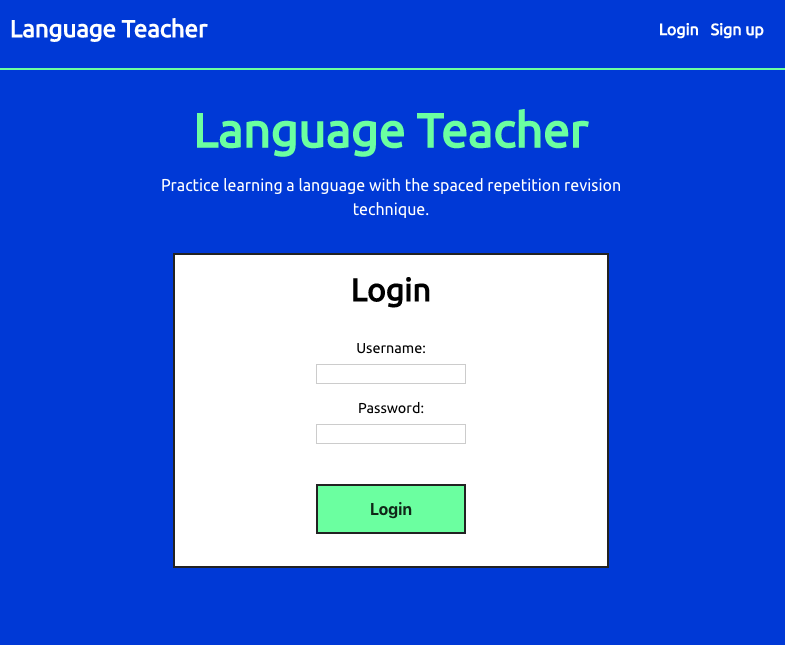 Language Teacher
Login Sign up
Language Teacher
Practice learning a language with the spaced repetition revision
technique.
Login
Username:
Password:
Login